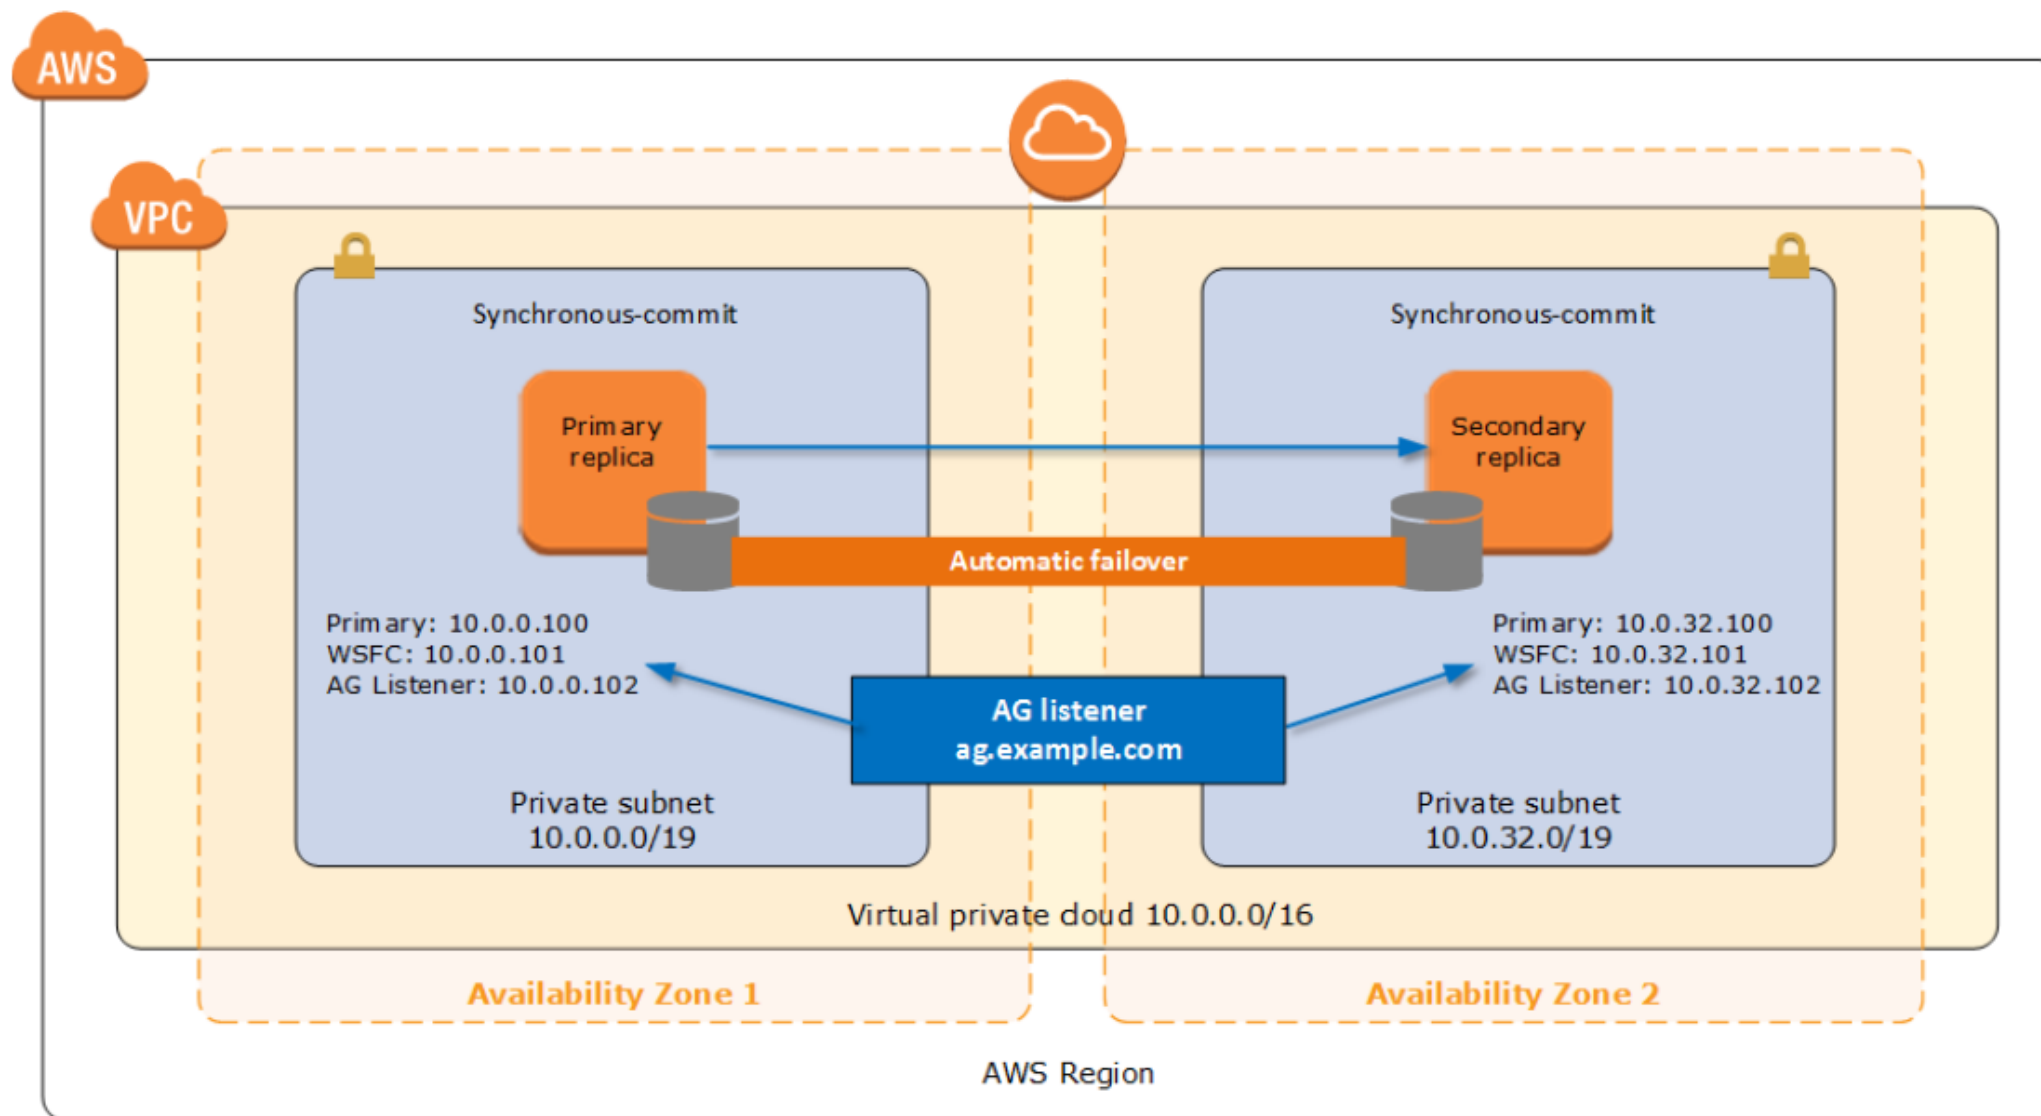 AWS
VPC
Synchronous-commit
Synchronous-commit
Primary
replica
Secondary
replica
Automatic failover
Primary: 10.0.0.100
WSFC: 10.0.0.101
AG Listener: 10.0.0.102
Primary: 10.0.32.100
WSFC: 10.0.32.101
AG Listener: 10.0.32.102
AG listener
ag.example.com
Private subnet
10.0.0.0/19
Private subnet
10.0.32.0/19
Virtual private cloud 10.0.0.0/16
Availability Zone 1
Availability Zone 2
AWS Region